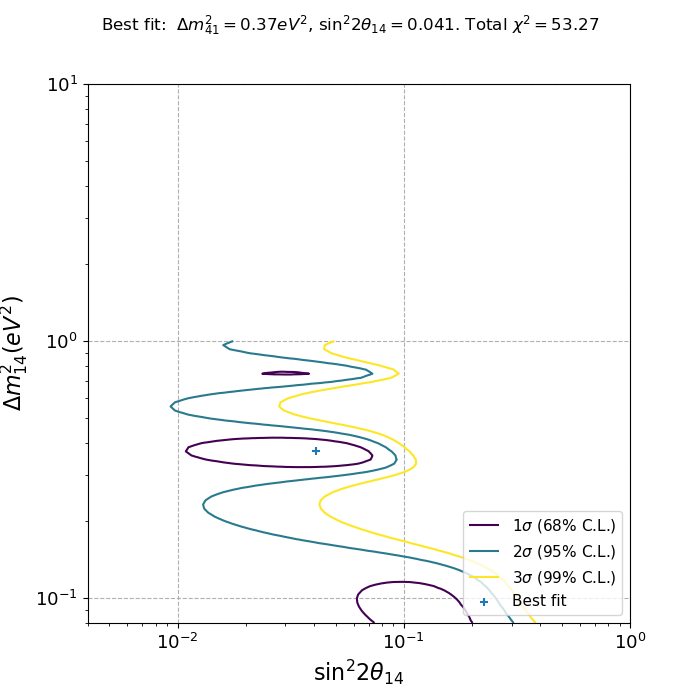 Best fit: Δm²₄₁ = 0.37eV², sin²2θ₁₄ = 0.041. Total χ² = 53.27
10¹
10⁰
10⁻¹
Δm²₁₄(eV²)
1σ (68% C.L.)
2σ (95% C.L.)
3σ (99% C.L.)
Best fit
10⁻²
10⁻¹
10⁰
sin²2θ₁₄